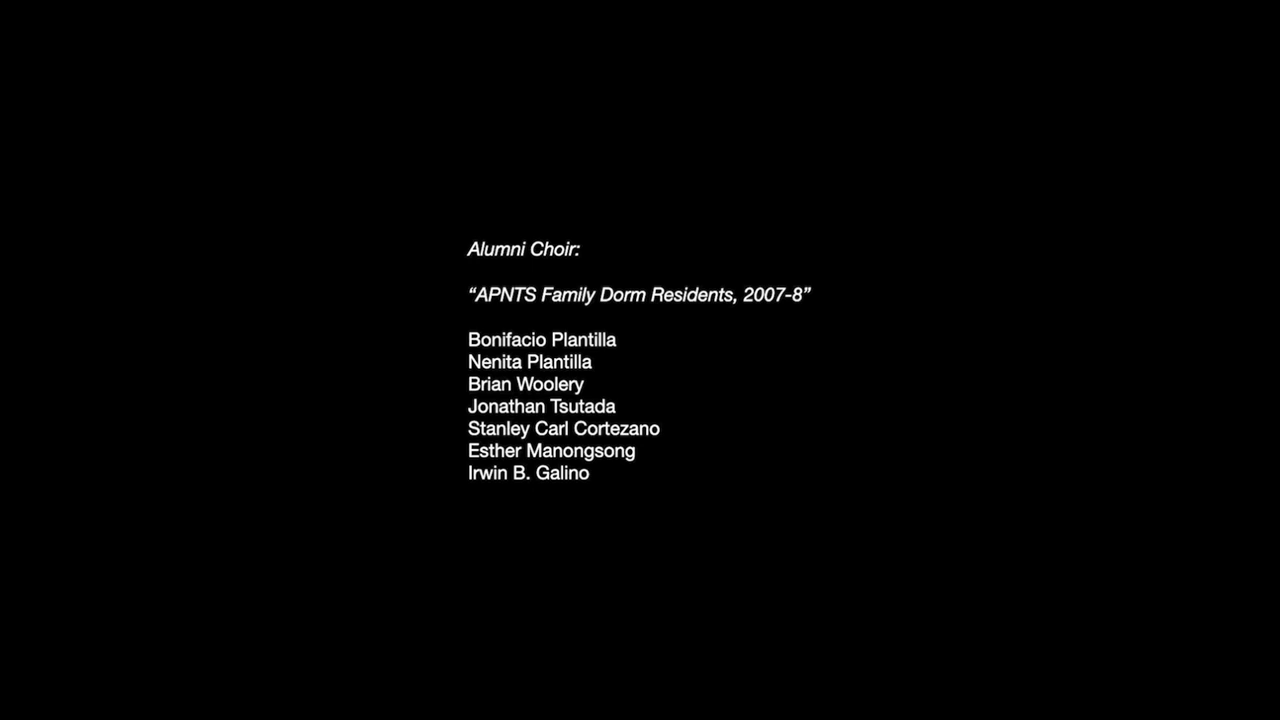 Alumni Choir:
“APNTS Family Dorm Residents, 2007-8”
Bonifacio Plantilla
Nenita Plantilla
Brian Woolery
Jonathan Tsutada
Stanley Carl Cortezano
Esther Manongsong
Irwin B. Galino